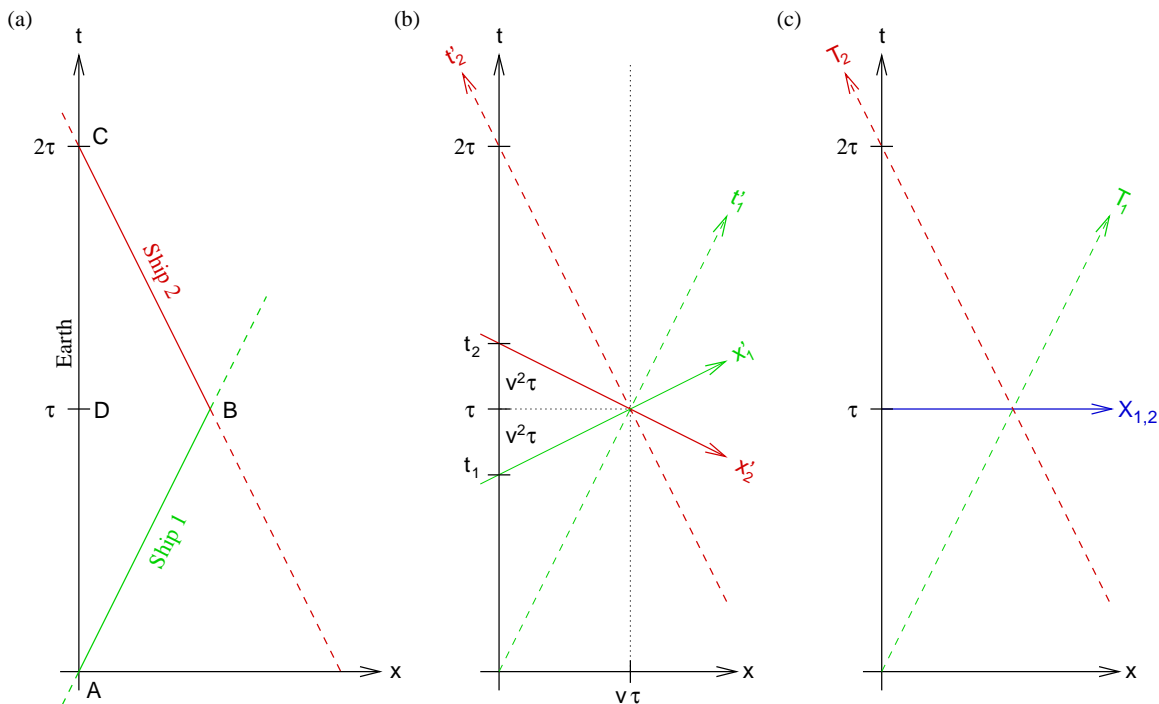 (a)
t
2τ
C
Ship 2
Earth
τ
D
B
Ship 1
A
x
(b)
t'2
t
2τ
t'1
t2
v²τ
x'1
τ
v²τ
t1
x'2
x
vτ
(c)
T2
t
2τ
T1
τ
X1,2
x